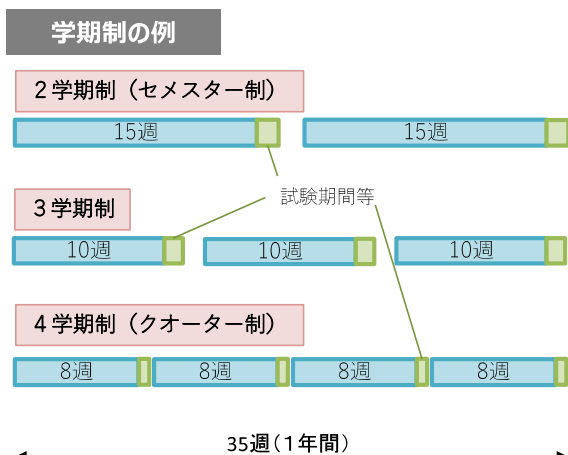 学期制の例
２学期制（セメスター制）
15週
15週
試験期間等
３学期制
10週
10週
10週
４学期制（クオーター制）
8週
8週
8週
8週
35週（１年間）